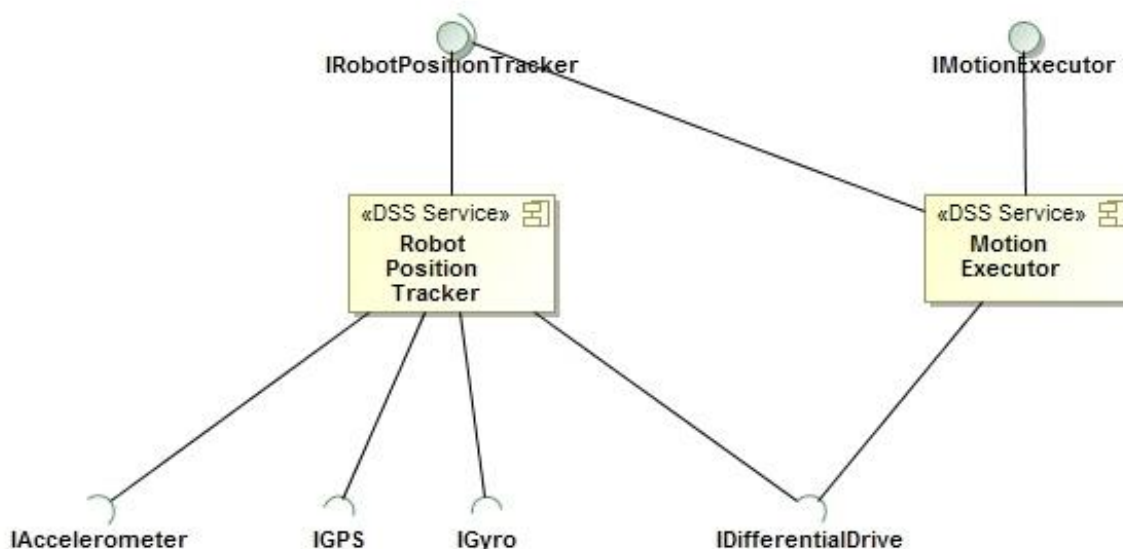 IRobotPositionTracker
IMotionExecutor
«DSS Service»
Robot
Position
Tracker
«DSS Service»
Motion
Executor
IAccelerometer
IGPS
IGyro
IDifferentialDrive